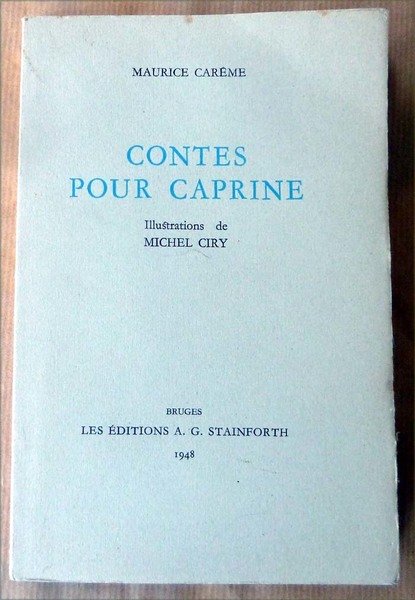 MAURICE CARÊME
CONTES
POUR CAPRINE
Illustrations de
MICHEL CIRY
BRUGES
LES ÉDITIONS A. G. STAINFORTH
1948